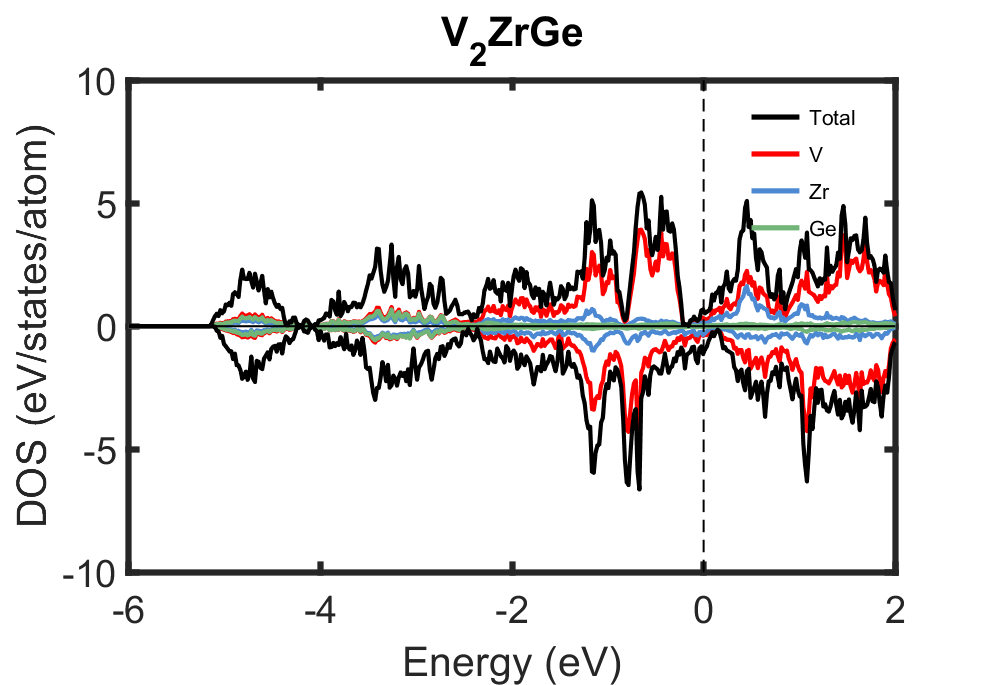 V2ZrGe
10
5
0
-5
-10
DOS (eV/states/atom)
Total
V
Zr
Ge
-6 -4 -2 0 2
Energy (eV)